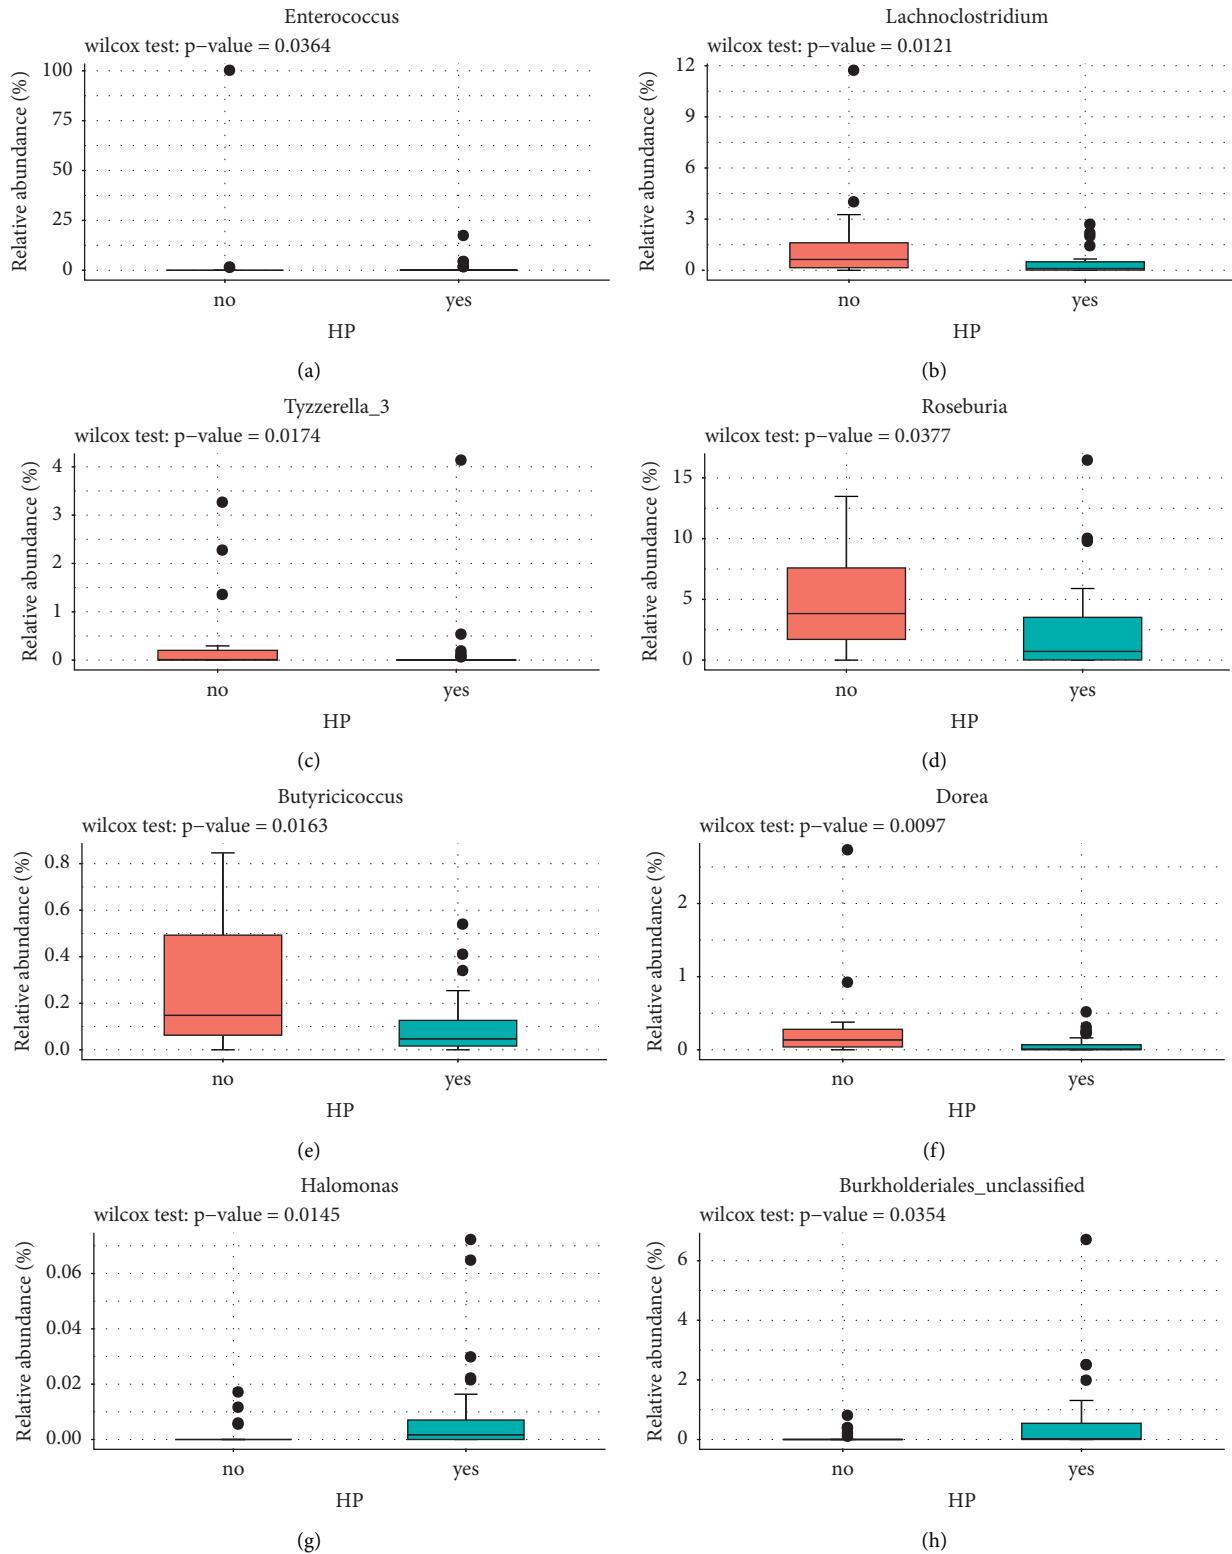 Enterococcus
wilcox test: p−value = 0.0364
Relative abundance (%)
100
75
50
25
0
no
yes
HP
(a)
Lachnoclostridium
wilcox test: p−value = 0.0121
Relative abundance (%)
12
9
6
3
0
no
yes
HP
(b)
Tyzzerella_3
wilcox test: p−value = 0.0174
Relative abundance (%)
4
3
2
1
0
no
yes
HP
(c)
Roseburia
wilcox test: p−value = 0.0377
Relative abundance (%)
15
10
5
0
no
yes
HP
(d)
Butyricicoccus
wilcox test: p−value = 0.0163
Relative abundance (%)
0.8
0.6
0.4
0.2
0.0
no
yes
HP
(e)
Dorea
wilcox test: p−value = 0.0097
Relative abundance (%)
2
1
0
no
yes
HP
(f)
Halomonas
wilcox test: p−value = 0.0145
Relative abundance (%)
0.06
0.04
0.02
0.00
no
yes
HP
(g)
Burkholderiales_unclassified
wilcox test: p−value = 0.0354
Relative abundance (%)
6
4
2
0
no
yes
HP
(h)